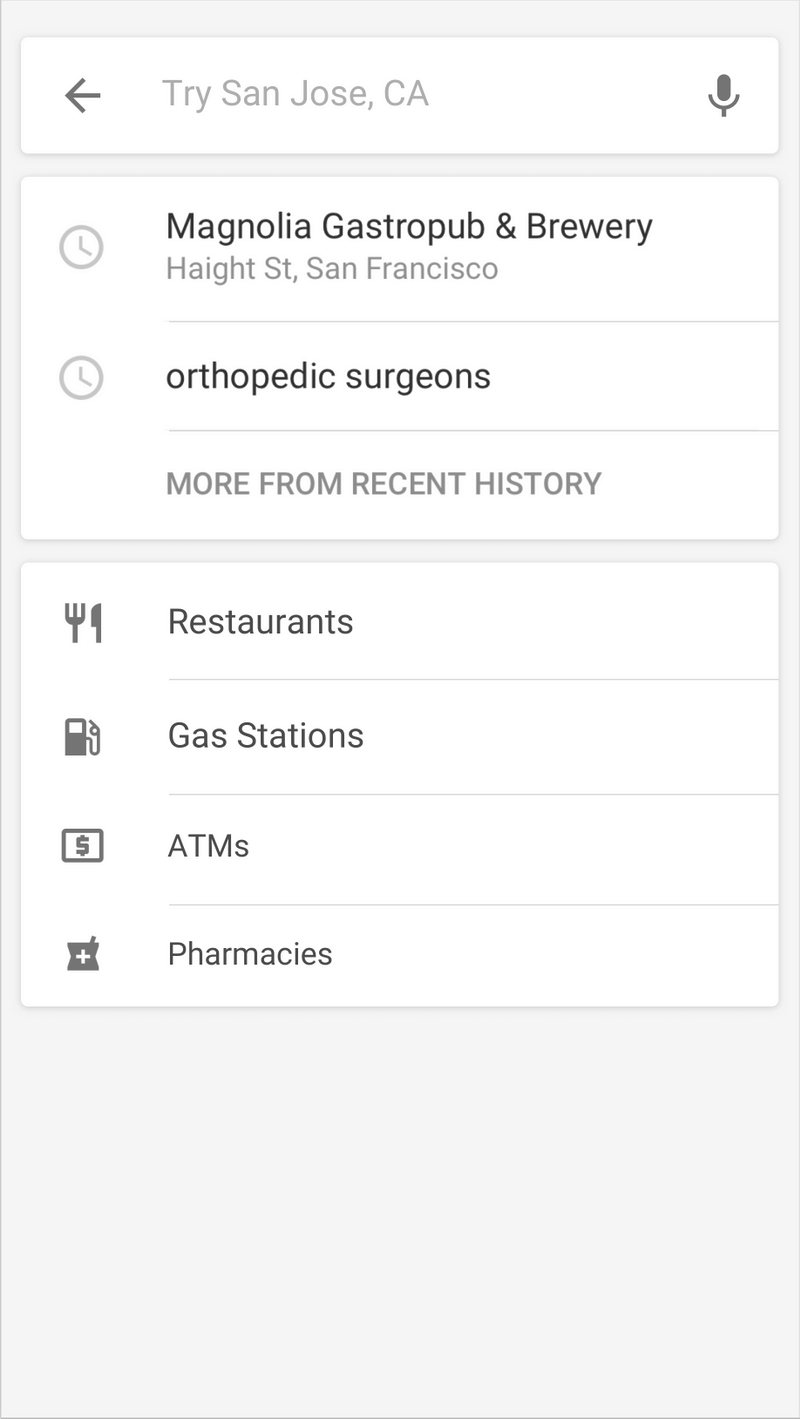 Try San Jose, CA
Magnolia Gastropub & Brewery
Haight St, San Francisco
orthopedic surgeons
MORE FROM RECENT HISTORY
Restaurants
Gas Stations
ATMs
Pharmacies